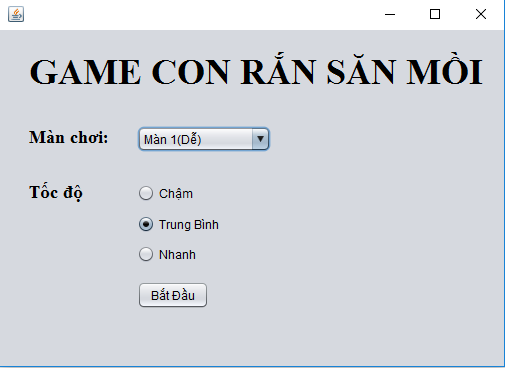 GAME CON RẮN SĂN MỒI
Màn chơi: Màn 1(Dễ)
Tốc độ Chậm
Trung Bình
Nhanh
Bắt Đầu